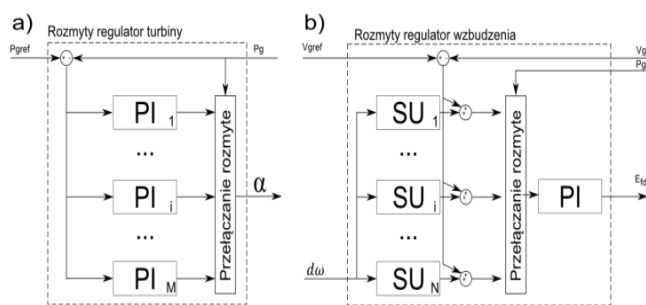 a)
Rozmyty regulator turbiny
Pgref
Pg
PI 1
...
PI i
...
PI M
Przełączanie rozmyte
α
b)
Rozmyty regulator wzbudzenia
Vgref
Vg
Pg
SU 1
...
SU i
...
SU N
dω
Przełączanie rozmyte
PI
Efd